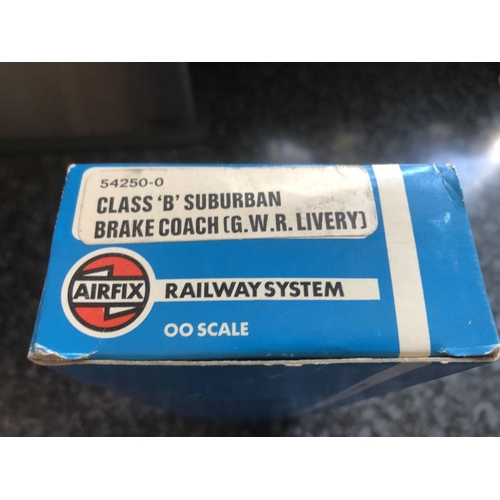 54250-0
CLASS 'B' SUBURBAN
BRAKE COACH (G.W.R. LIVERY)
AIRFIX
RAILWAY SYSTEM
OO SCALE